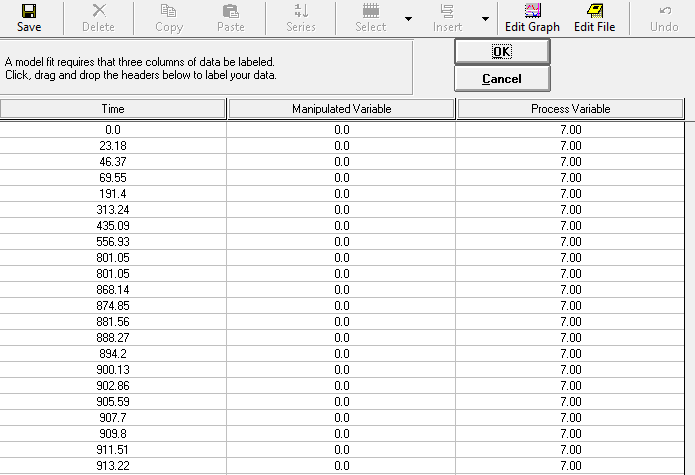 Save Delete Copy Paste Series Select Insert Edit Graph Edit File Undo
A model fit requires that three columns of data be labeled.
Click, drag and drop the headers below to label your data.
OK
Cancel
Time Manipulated Variable Process Variable
0.0 0.0 7.00
23.18 0.0 7.00
46.37 0.0 7.00
69.55 0.0 7.00
191.4 0.0 7.00
313.24 0.0 7.00
435.09 0.0 7.00
556.93 0.0 7.00
801.05 0.0 7.00
801.05 0.0 7.00
868.14 0.0 7.00
874.85 0.0 7.00
881.56 0.0 7.00
888.27 0.0 7.00
894.2 0.0 7.00
900.13 0.0 7.00
902.86 0.0 7.00
905.59 0.0 7.00
907.7 0.0 7.00
909.8 0.0 7.00
911.51 0.0 7.00
913.22 0.0 7.00